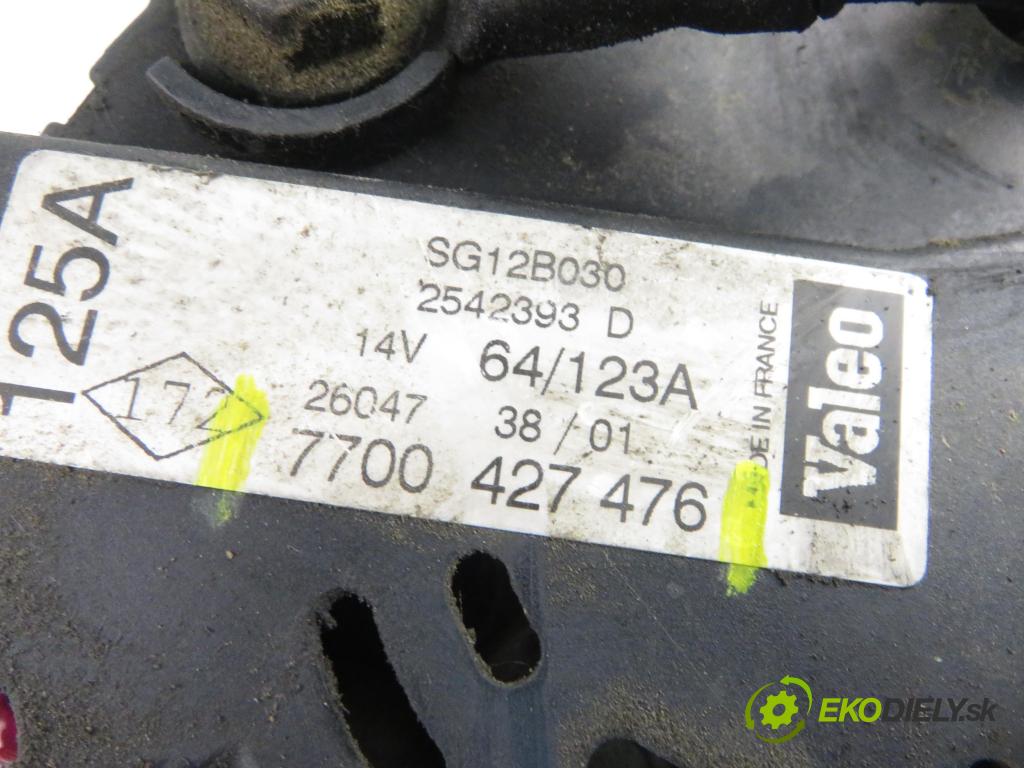 125A
SG12B030
2542393 D
14V 64/123A
172 26047 38/01
7700 427 476
MADE IN FRANCE
Valeo
EKODIELY.sk